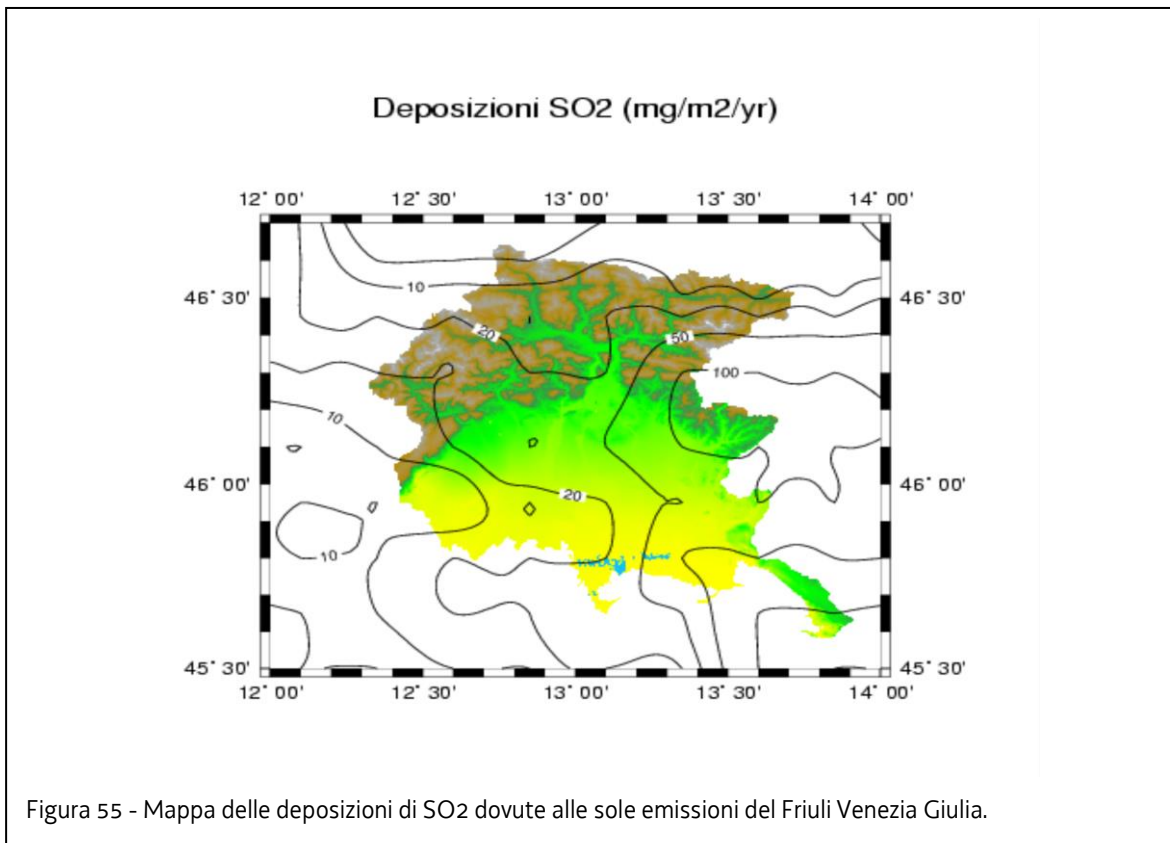 Deposizioni SO2 (mg/m2/yr)
12° 00' 12° 30' 13° 00' 13° 30' 14° 00'
46° 30' 46° 30'
10
20
50
100
10
46° 00' 46° 00'
20
10
45° 30' 45° 30'
12° 00' 12° 30' 13° 00' 13° 30' 14° 00'
Figura 55 - Mappa delle deposizioni di SO2 dovute alle sole emissioni del Friuli Venezia Giulia.